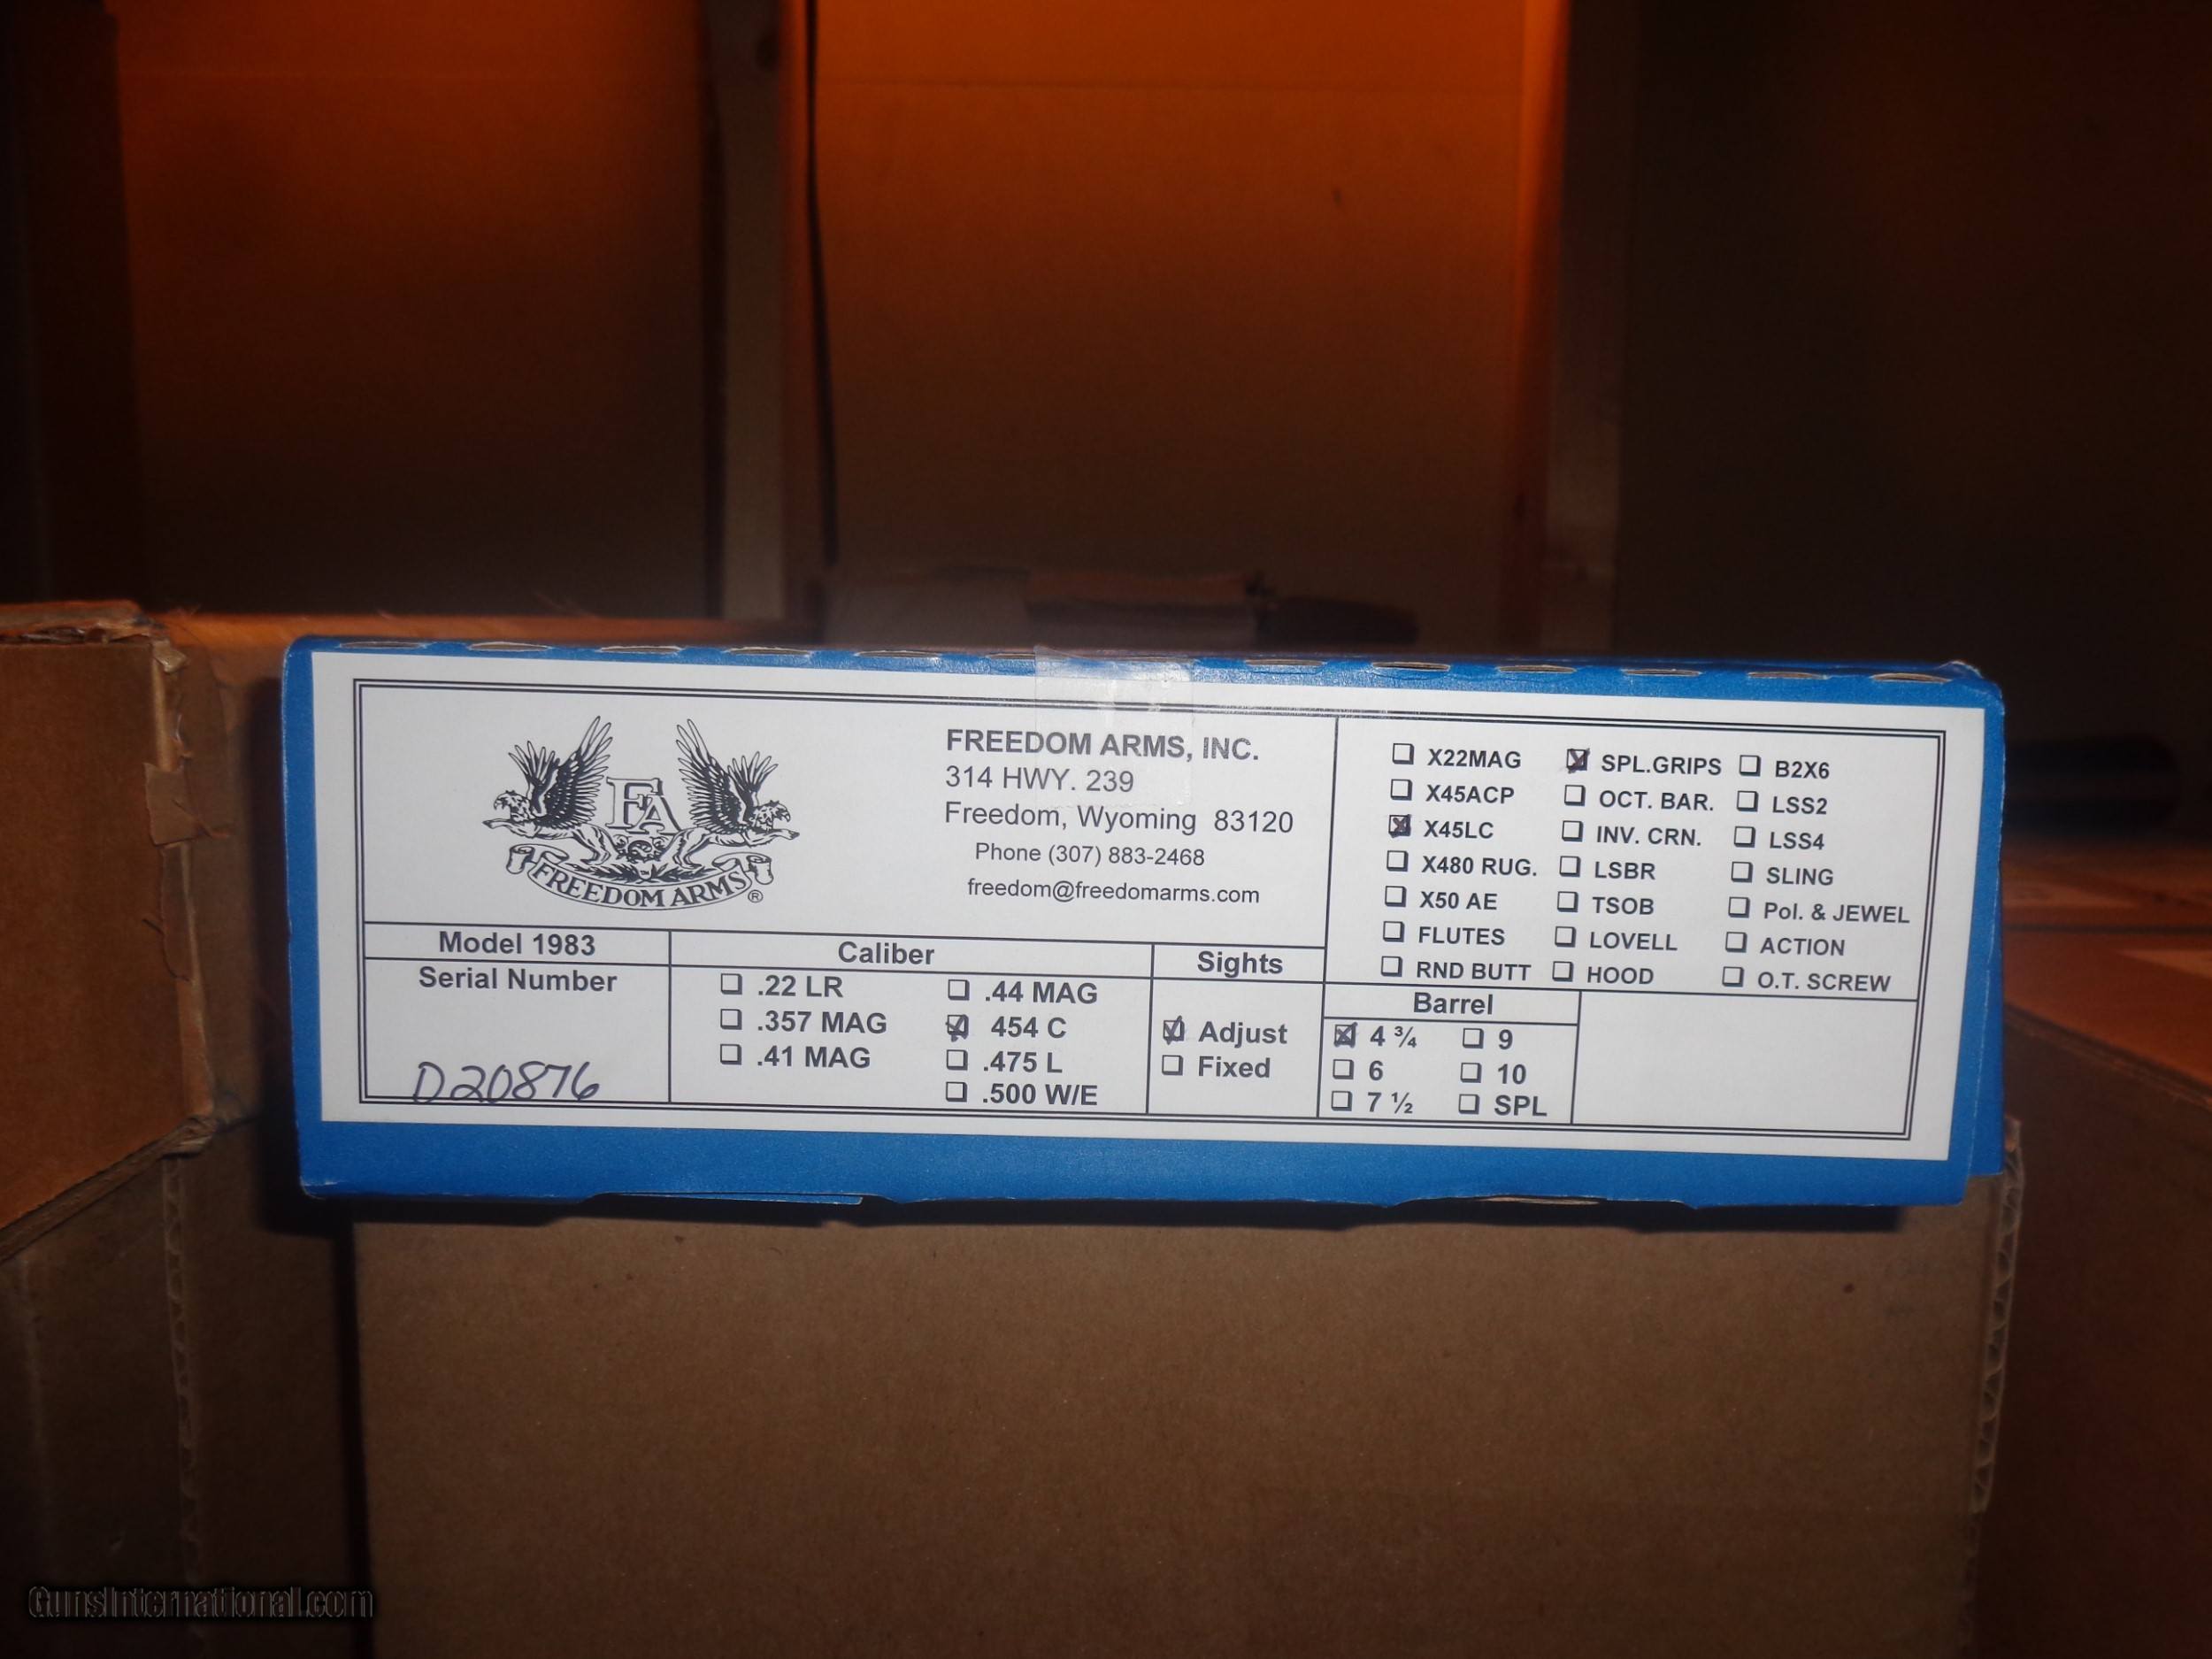 FREEDOM ARMS, INC.
314 HWY. 239
Freedom, Wyoming 83120
Phone (307) 883-2468
freedom@freedomarms.com
FA
FREEDOM ARMS®
X22MAG SPL.GRIPS B2X6
X45ACP OCT. BAR. LSS2
X45LC INV. CRN. LSS4
X480 RUG. LSBR SLING
X50 AE TSOB Pol. & JEWEL
FLUTES LOVELL ACTION
RND BUTT HOOD O.T. SCREW
Model 1983
Serial Number
D20876
Caliber
.22 LR .44 MAG
.357 MAG 454 C
.41 MAG .475 L
.500 W/E
Sights
Adjust
Fixed
Barrel
4 ¾ 9
6 10
7 ½ SPL
GunsInternational.com